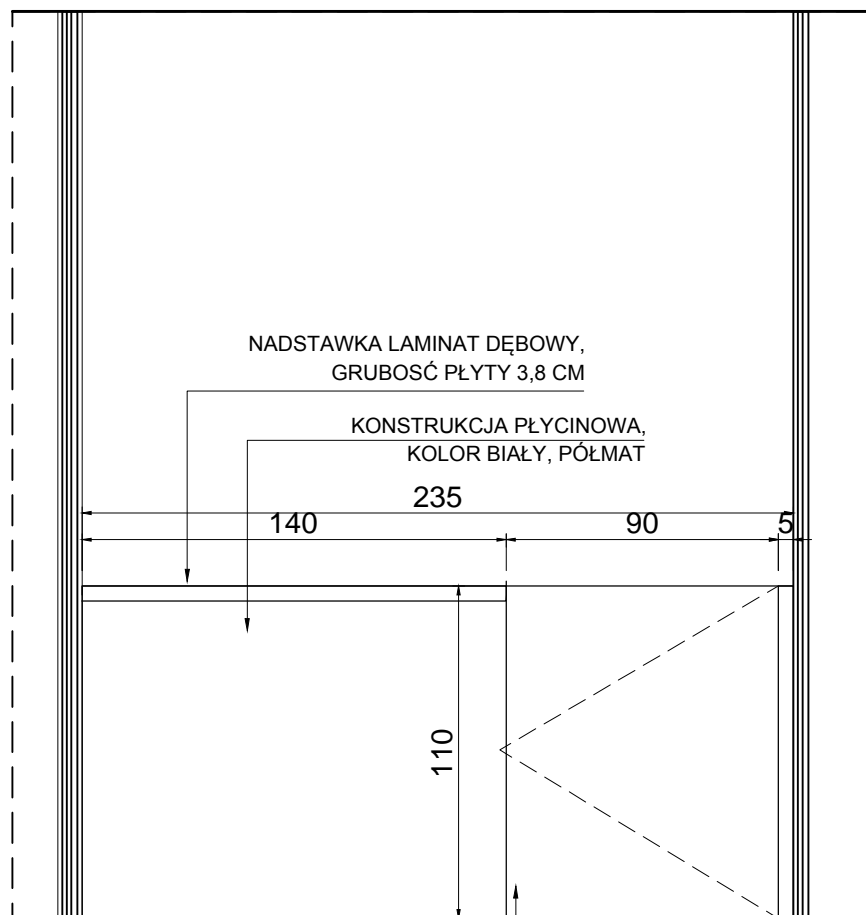 NADSTAWKA LAMINAT DĘBOWY,
GRUBOSĆ PŁYTY 3,8 CM
KONSTRUKCJA PŁYCINOWA,
KOLOR BIAŁY, PÓŁMAT
235
140 90 5
110